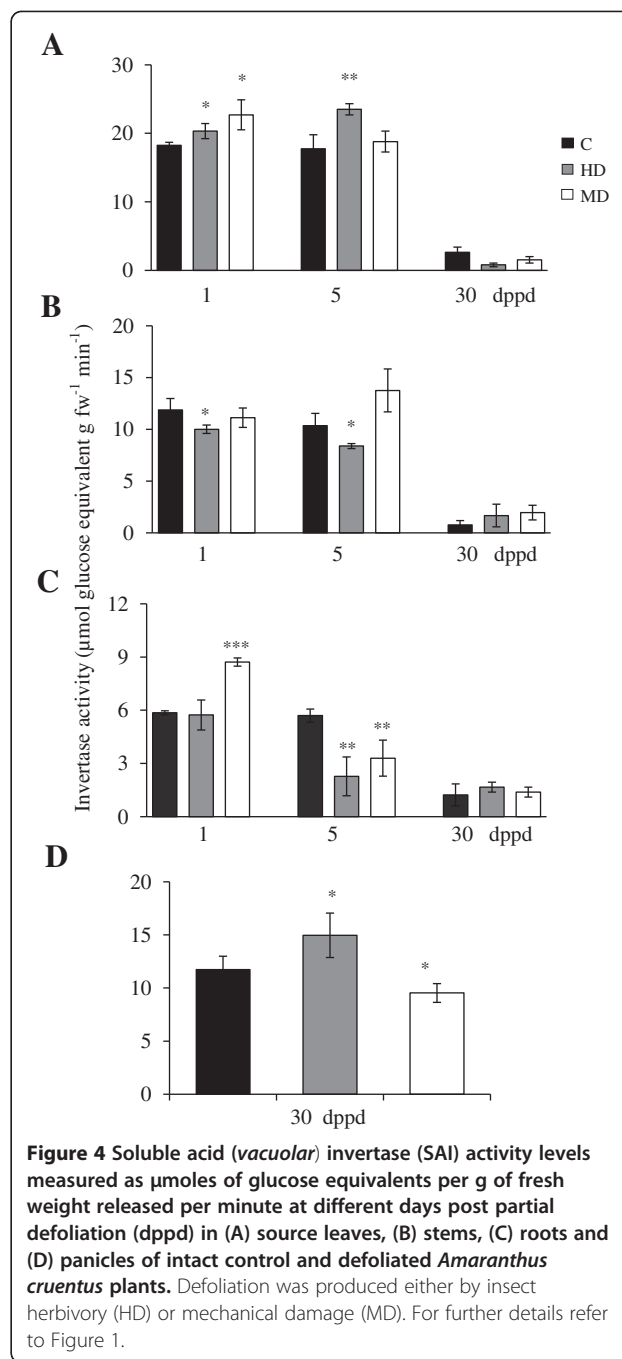 A
30
20
10
0
* * **
C
HD
MD
1 5 30 dppd
B
20
15
10
5
0
* *
1 5 30 dppd
Invertase activity (µmol glucose equivalent g fw⁻¹ min⁻¹)
C
12
9
6
3
0
*** ** **
1 5 30 dppd
D
20
15
10
5
0
* *
30 dppd
Figure 4 Soluble acid (vacuolar) invertase (SAI) activity levels
measured as µmoles of glucose equivalents per g of fresh
weight released per minute at different days post partial
defoliation (dppd) in (A) source leaves, (B) stems, (C) roots and
(D) panicles of intact control and defoliated Amaranthus
cruentus plants. Defoliation was produced either by insect
herbivory (HD) or mechanical damage (MD). For further details refer
to Figure 1.